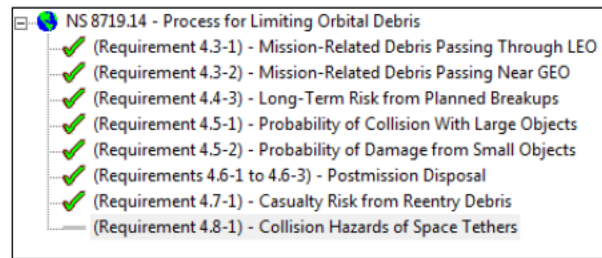 NS 8719.14 - Process for Limiting Orbital Debris
(Requirement 4.3-1) - Mission-Related Debris Passing Through LEO
(Requirement 4.3-2) - Mission-Related Debris Passing Near GEO
(Requirement 4.4-3) - Long-Term Risk from Planned Breakups
(Requirement 4.5-1) - Probability of Collision With Large Objects
(Requirement 4.5-2) - Probability of Damage from Small Objects
(Requirements 4.6-1 to 4.6-3) - Postmission Disposal
(Requirement 4.7-1) - Casualty Risk from Reentry Debris
(Requirement 4.8-1) - Collision Hazards of Space Tethers